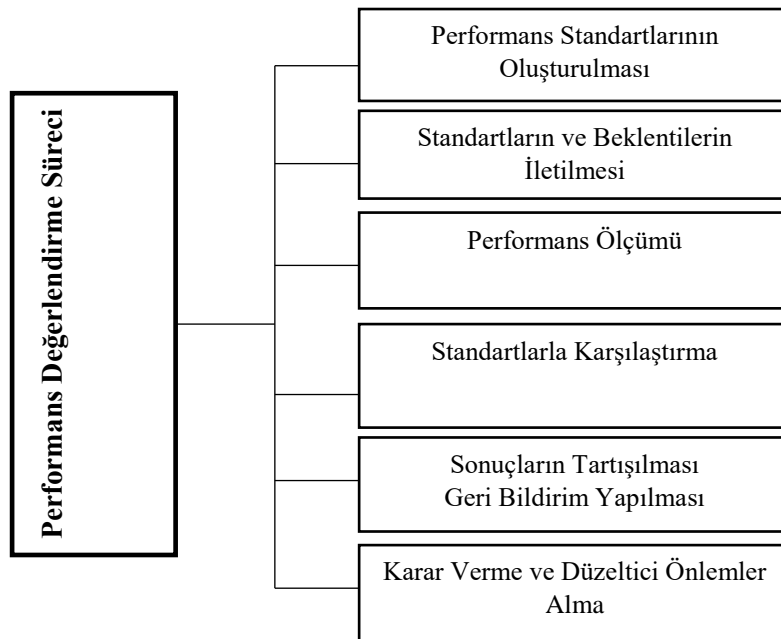 Performans Değerlendirme Süreci
Performans Standartlarının
Oluşturulması
Standartların ve Beklentilerin
İletilmesi
Performans Ölçümü
Standartlarla Karşılaştırma
Sonuçların Tartışılması
Geri Bildirim Yapılması
Karar Verme ve Düzeltici Önlemler
Alma